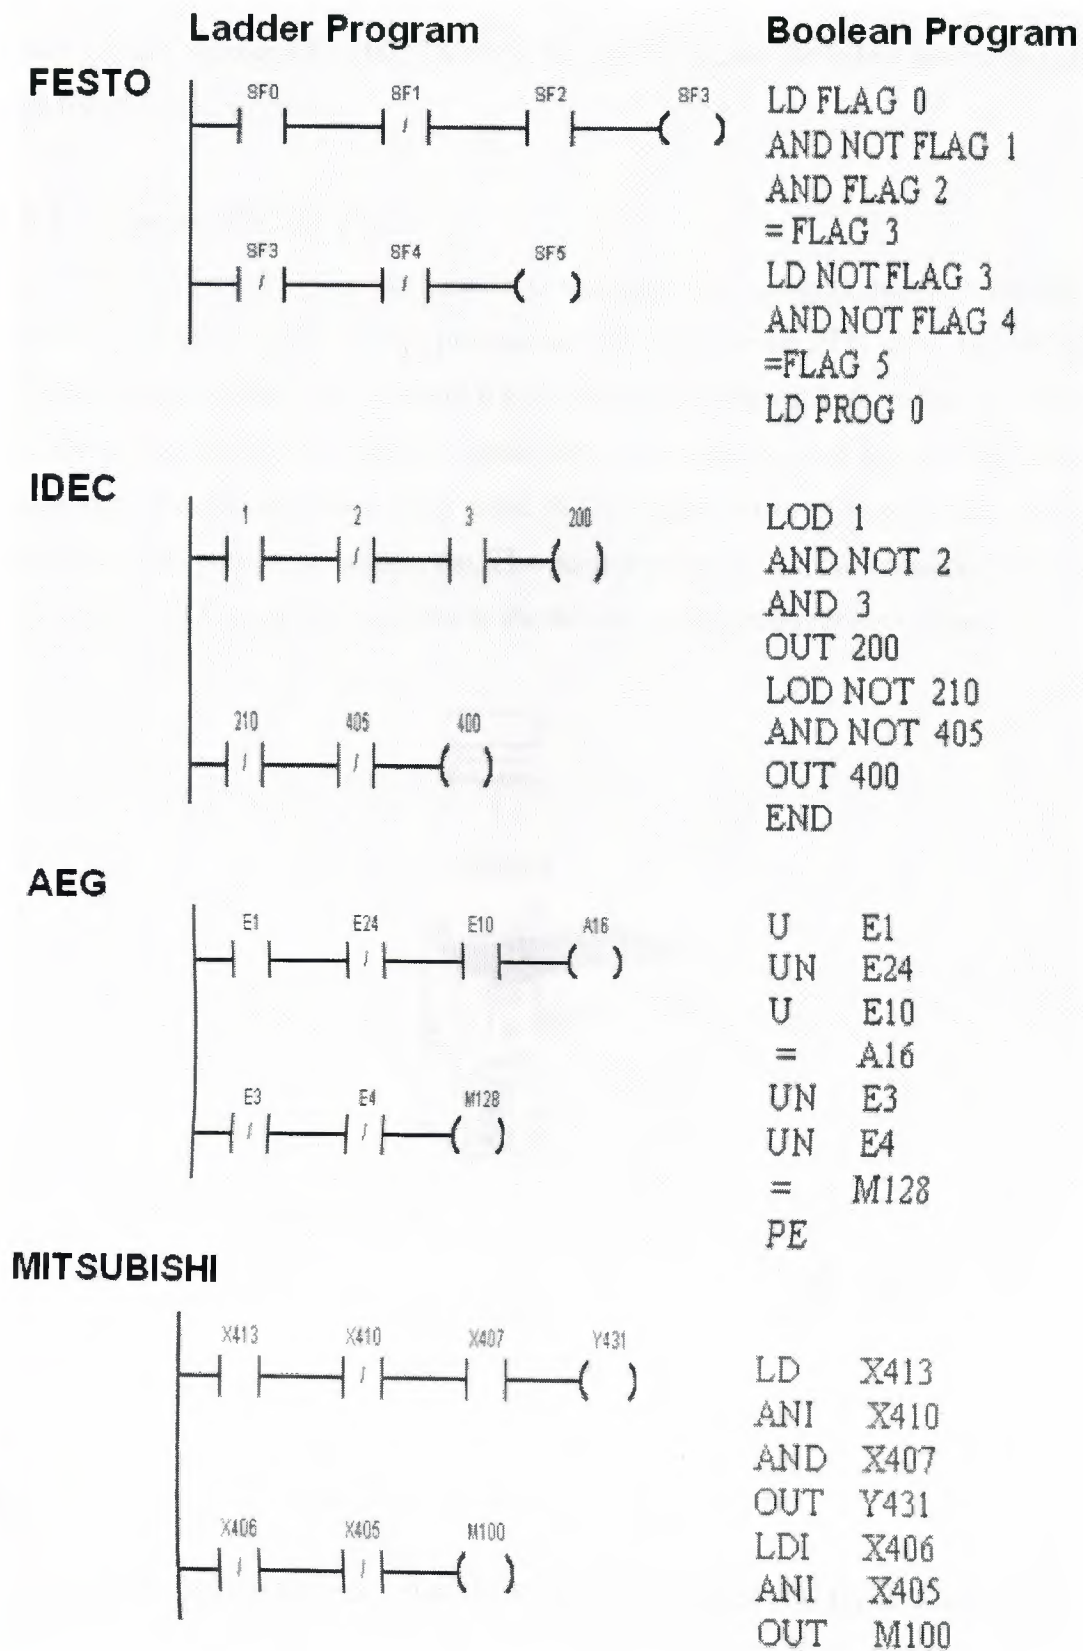 Ladder Program Boolean Program
FESTO
SF0 SF1 SF2 SF3
LD FLAG 0
AND NOT FLAG 1
AND FLAG 2
= FLAG 3
SF3 SF4 SF5
LD NOT FLAG 3
AND NOT FLAG 4
=FLAG 5
LD PROG 0
IDEC
1 2 3 200
LOD 1
AND NOT 2
AND 3
OUT 200
LOD NOT 210
210 405 400
AND NOT 405
OUT 400
END
AEG
E1 E24 E10 A16
U E1
UN E24
U E10
= A16
E3 E4 M128
UN E3
UN E4
= M128
PE
MITSUBISHI
X413 X410 X407 Y431
LD X413
ANI X410
AND X407
OUT Y431
X406 X405 M100
LDI X406
ANI X405
OUT M100